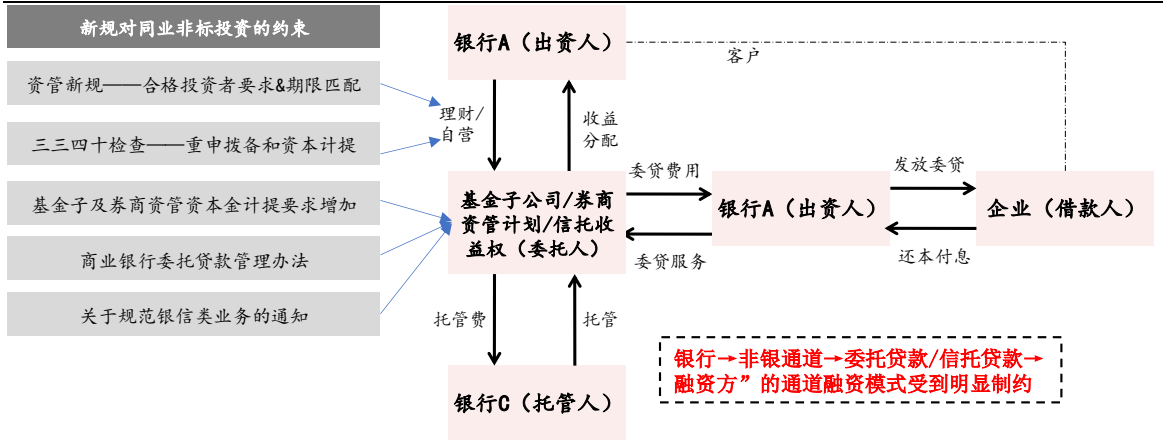 新规对同业非标投资的约束
资管新规——合格投资者要求&期限匹配
三三四十检查——重申拨备和资本计提
基金子及券商资管资本金计提要求增加
商业银行委托贷款管理办法
关于规范银信类业务的通知
银行A（出资人）
客户
理财/
自营
收益
分配
基金子公司/券商
资管计划/信托收
益权（委托人）
委贷费用
委贷服务
银行A（出资人）
发放委贷
还本付息
企业（借款人）
托管费
托管
银行C（托管人）
银行→非银通道→委托贷款/信托贷款→
融资方”的通道融资模式受到明显制约